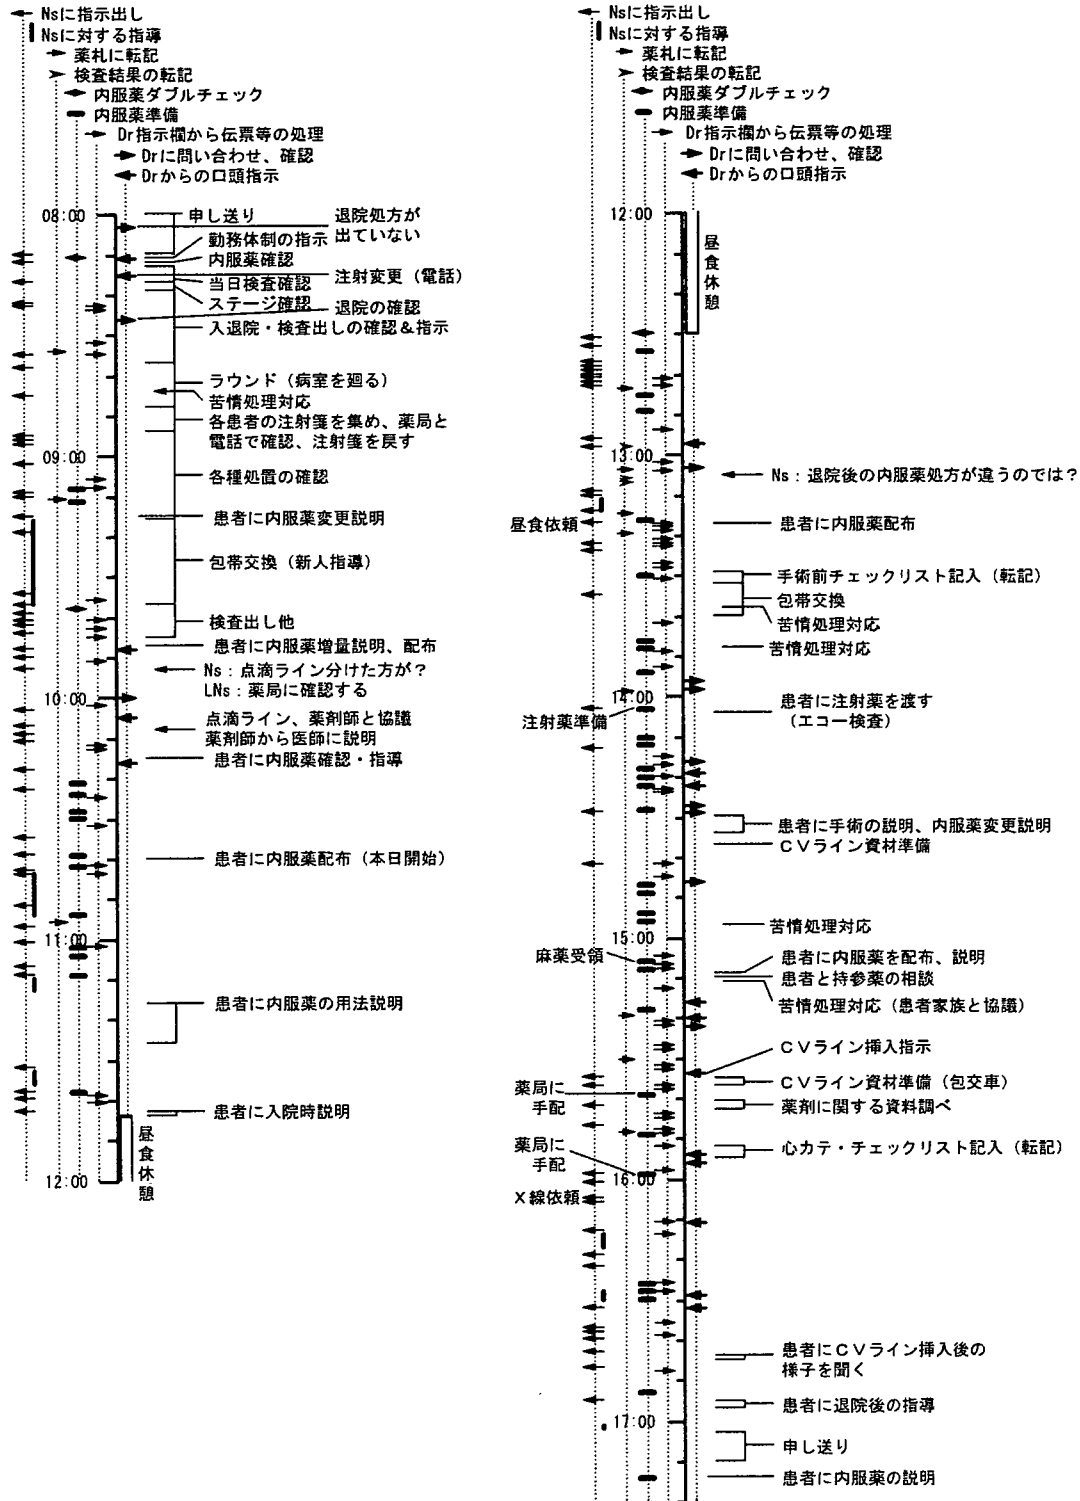 Nsに指示出し
Nsに対する指導
薬札に転記
検査結果の転記
内服薬ダブルチェック
内服薬準備
Dr指示欄から伝票等の処理
Drに問い合わせ、確認
Drからの口頭指示
08:00
申し送り
退院処方が
出ていない
勤務体制の指示
内服薬確認
注射変更（電話）
当日検査確認
ステージ確認
退院の確認
入退院・検査出しの確認＆指示
ラウンド（病室を廻る）
苦情処理対応
各患者の注射箋を集め、薬局と
電話で確認、注射箋を戻す
09:00
各種処置の確認
患者に内服薬変更説明
包帯交換（新人指導）
検査出し他
患者に内服薬増量説明、配布
Ns：点滴ライン分けた方が？
LNs：薬局に確認する
10:00
点滴ライン、薬剤師と協議
薬剤師から医師に説明
患者に内服薬確認・指導
患者に内服薬配布（本日開始）
11:00
患者に内服薬の用法説明
患者に入院時説明
昼食休憩
12:00
Nsに指示出し
Nsに対する指導
薬札に転記
検査結果の転記
内服薬ダブルチェック
内服薬準備
Dr指示欄から伝票等の処理
Drに問い合わせ、確認
Drからの口頭指示
12:00
昼食休憩
13:00
Ns：退院後の内服薬処方が違うのでは？
昼食依頼
患者に内服薬配布
手術前チェックリスト記入（転記）
包帯交換
苦情処理対応
苦情処理対応
14:00
患者に注射薬を渡す
（エコー検査）
注射薬準備
患者に手術の説明、内服薬変更説明
ＣＶライン資材準備
苦情処理対応
15:00
麻薬受領
患者に内服薬を配布、説明
患者と持参薬の相談
苦情処理対応（患者家族と協議）
ＣＶライン挿入指示
ＣＶライン資材準備（包交車）
薬局に
手配
薬剤に関する資料調べ
薬局に
手配
心カテ・チェックリスト記入（転記）
16:00
Ｘ線依頼
患者にＣＶライン挿入後の
様子を聞く
患者に退院後の指導
17:00
申し送り
患者に内服薬の説明